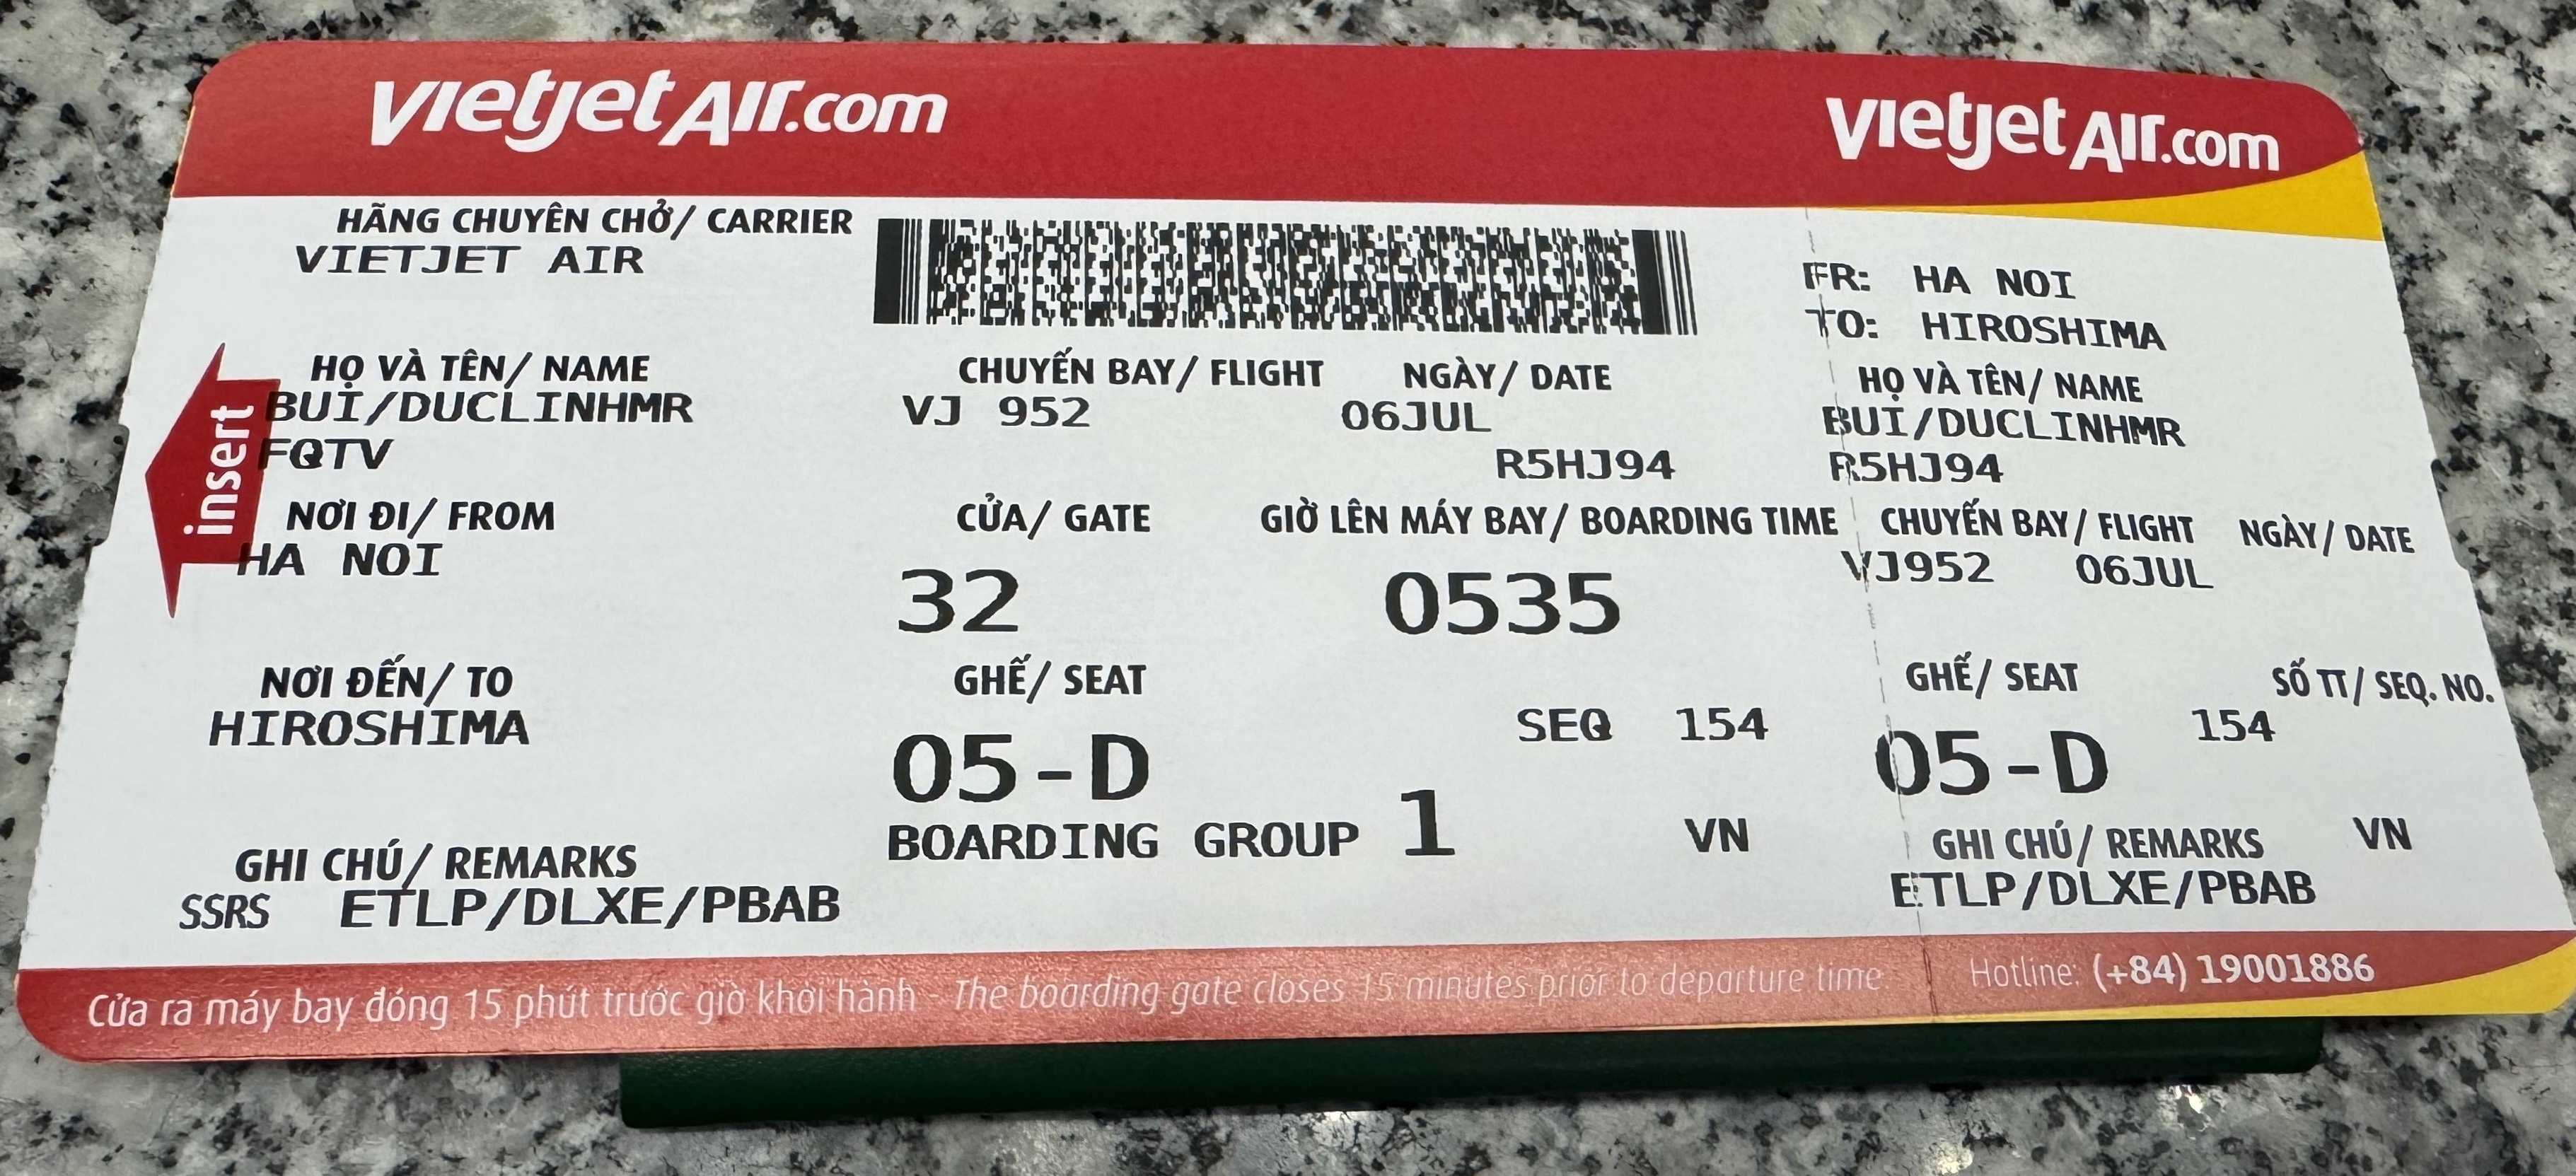 vietjetAir.com
vietjetAir.com
HÃNG CHUYÊN CHỞ/ CARRIER
VIETJET AIR
HỌ VÀ TÊN/ NAME
BUI/DUCLINHMR
FQTV
NƠI ĐI/ FROM
HA NOI
NƠI ĐẾN/ TO
HIROSHIMA
GHI CHÚ/ REMARKS
SSRS ETLP/DLXE/PBAB
insert
CHUYẾN BAY/ FLIGHT NGÀY/ DATE
VJ 952 06JUL
R5HJ94
CỬA/ GATE GIỜ LÊN MÁY BAY/ BOARDING TIME
32 0535
GHẾ/ SEAT
SEQ 154
05-D
BOARDING GROUP 1 VN
FR: HA NOI
TO: HIROSHIMA
HỌ VÀ TÊN/ NAME
BUI/DUCLINHMR
R5HJ94
CHUYẾN BAY/ FLIGHT NGÀY/ DATE
VJ952 06JUL
GHẾ/ SEAT SỐ TT/ SEQ. NO.
05-D 154
GHI CHÚ/ REMARKS VN
ETLP/DLXE/PBAB
Cửa ra máy bay đóng 15 phút trước giờ khởi hành - The boarding gate closes 15 minutes prior to departure time
Hotline: (+84) 19001886